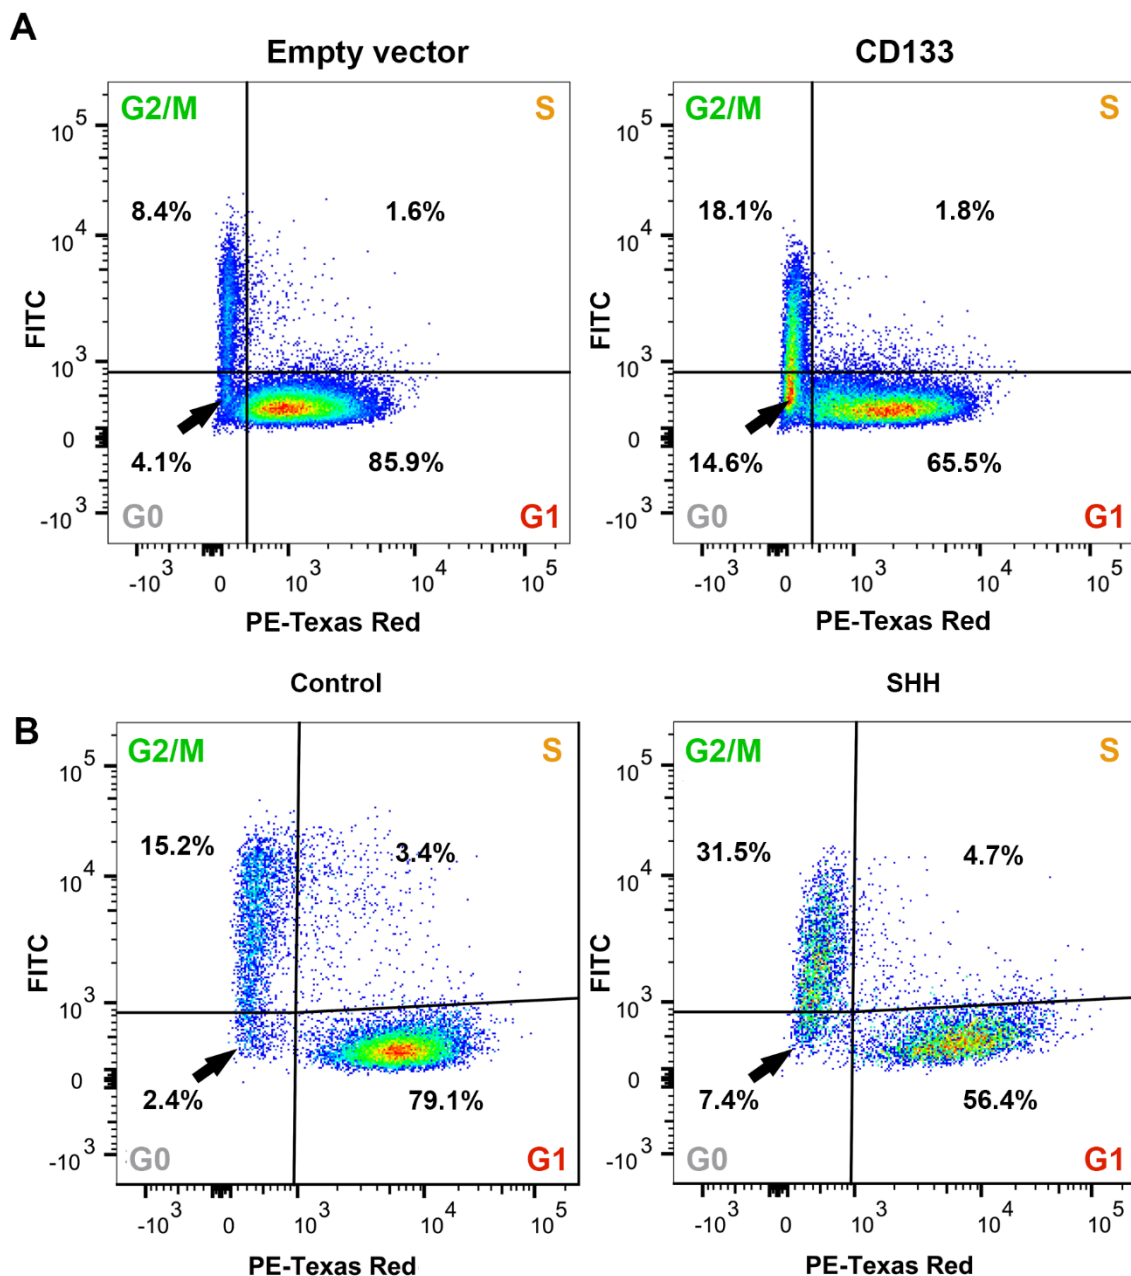 A
Empty vector
CD133
G2/M
S
8.4%
1.6%
4.1%
85.9%
G0
G1
10^5
10^4
10^3
0
-10^3
FITC
-10^3
0
10^3
10^4
10^5
PE-Texas Red
G2/M
S
18.1%
1.8%
14.6%
65.5%
G0
G1
10^5
10^4
10^3
0
-10^3
FITC
-10^3
0
10^3
10^4
10^5
PE-Texas Red
B
Control
SHH
G2/M
S
15.2%
3.4%
2.4%
79.1%
G0
G1
10^5
10^4
10^3
0
-10^3
FITC
-10^3
0
10^3
10^4
10^5
PE-Texas Red
G2/M
S
31.5%
4.7%
7.4%
56.4%
G0
G1
10^5
10^4
10^3
0
-10^3
FITC
-10^3
0
10^3
10^4
10^5
PE-Texas Red